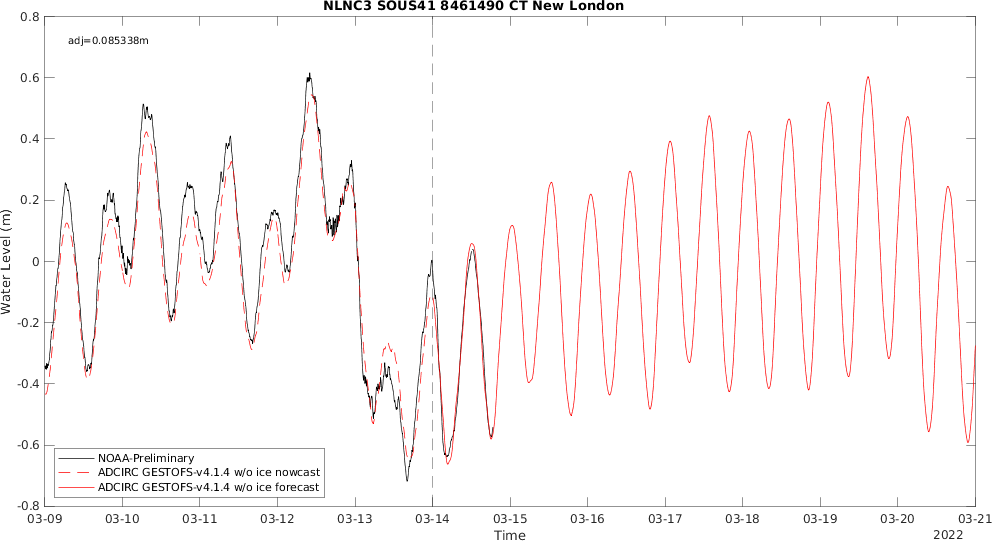 NLNC3 SOUS41 8461490 CT New London
adj=0.085338m
0.8
0.6
0.4
0.2
0
-0.2
-0.4
-0.6
-0.8
Water Level (m)
NOAA-Preliminary
ADCIRC GESTOFS-v4.1.4 w/o ice nowcast
ADCIRC GESTOFS-v4.1.4 w/o ice forecast
03-09 03-10 03-11 03-12 03-13 03-14 03-15 03-16 03-17 03-18 03-19 03-20 03-21
Time
2022